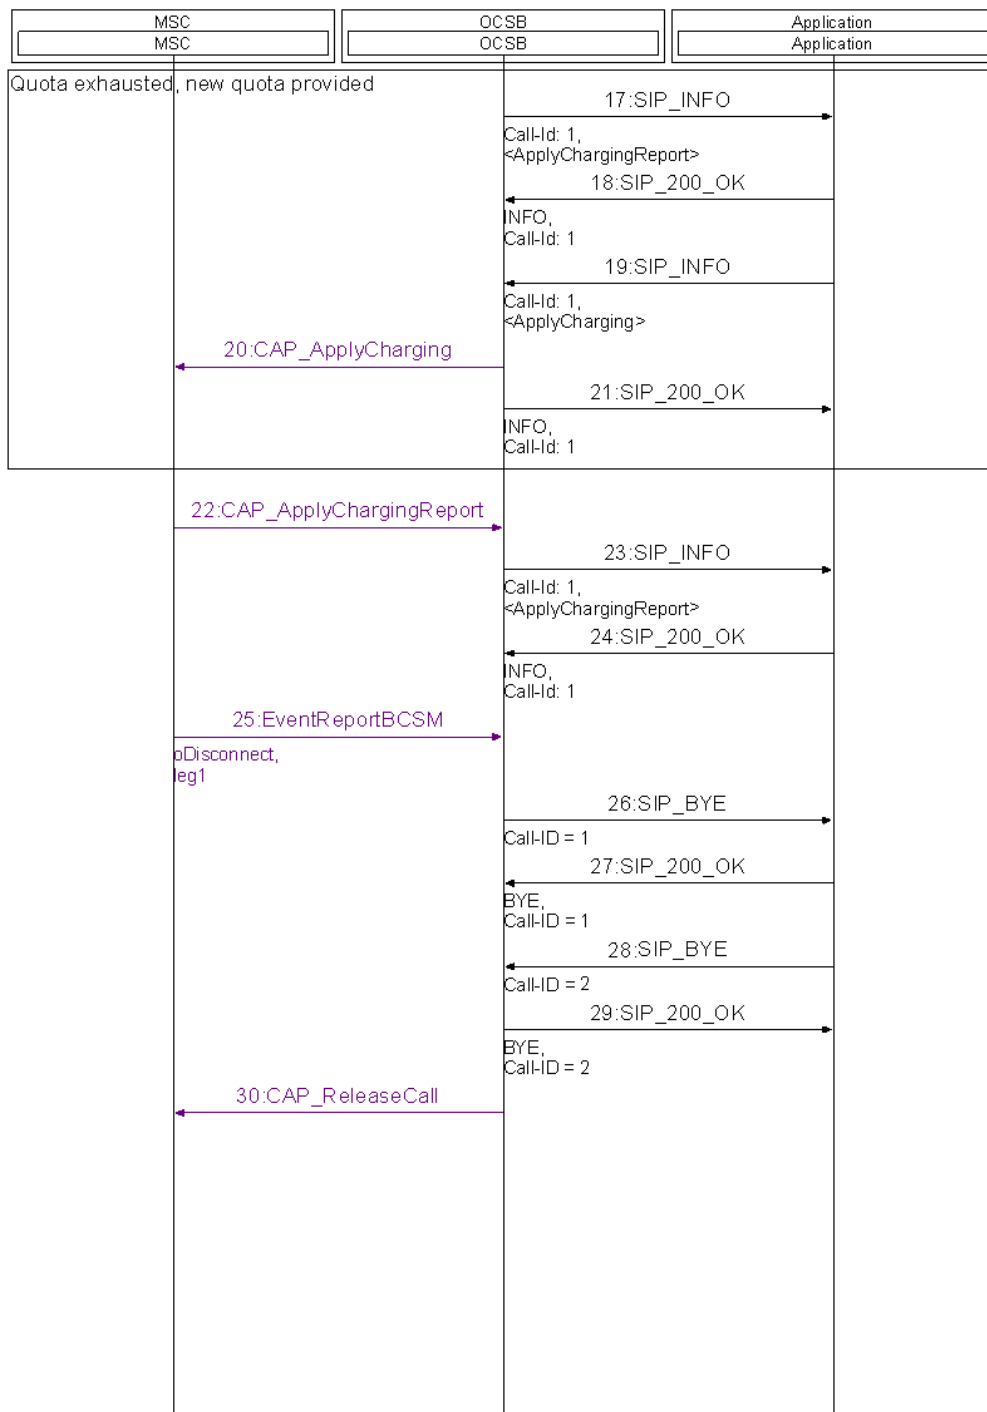 MSC
OCSB
Application
MSC
OCSB
Application
Quota exhausted, new quota provided
17:SIP_INFO
Call-Id: 1,
<ApplyChargingReport>
18:SIP_200_OK
INFO,
Call-Id: 1
19:SIP_INFO
Call-Id: 1,
<ApplyCharging>
20:CAP_ApplyCharging
21:SIP_200_OK
INFO,
Call-Id: 1
22:CAP_ApplyChargingReport
23:SIP_INFO
Call-Id: 1,
<ApplyChargingReport>
24:SIP_200_OK
INFO,
Call-Id: 1
25:EventReportBCSM
oDisconnect,
leg1
26:SIP_BYE
Call-ID = 1
27:SIP_200_OK
BYE,
Call-ID = 1
28:SIP_BYE
Call-ID = 2
29:SIP_200_OK
BYE,
Call-ID = 2
30:CAP_ReleaseCall